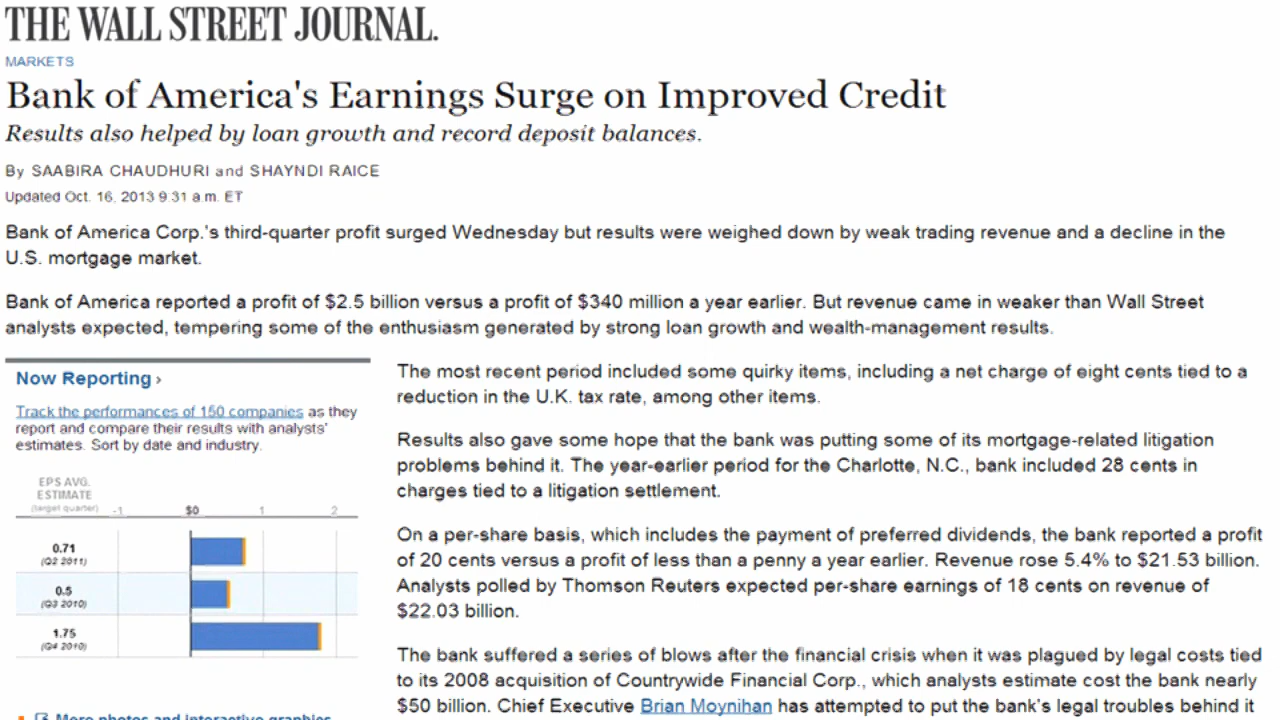 THE WALL STREET JOURNAL.
MARKETS
Bank of America's Earnings Surge on Improved Credit
Results also helped by loan growth and record deposit balances.
By SAABIRA CHAUDHURI and SHAYNDI RAICE
Updated Oct. 16, 2013 9:31 a.m. ET
Bank of America Corp.'s third-quarter profit surged Wednesday but results were weighed down by weak trading revenue and a decline in the
U.S. mortgage market.
Bank of America reported a profit of $2.5 billion versus a profit of $340 million a year earlier. But revenue came in weaker than Wall Street
analysts expected, tempering some of the enthusiasm generated by strong loan growth and wealth-management results.
Now Reporting ›
Track the performances of 150 companies as they
report and compare their results with analysts'
estimates. Sort by date and industry.
EPS AVG.
ESTIMATE
(target quarter) -1 $0 1 2
0.71
(Q2 2011)
0.5
(Q3 2010)
1.75
(Q4 2010)
More photos and interactive graphics
The most recent period included some quirky items, including a net charge of eight cents tied to a
reduction in the U.K. tax rate, among other items.
Results also gave some hope that the bank was putting some of its mortgage-related litigation
problems behind it. The year-earlier period for the Charlotte, N.C., bank included 28 cents in
charges tied to a litigation settlement.
On a per-share basis, which includes the payment of preferred dividends, the bank reported a profit
of 20 cents versus a profit of less than a penny a year earlier. Revenue rose 5.4% to $21.53 billion.
Analysts polled by Thomson Reuters expected per-share earnings of 18 cents on revenue of
$22.03 billion.
The bank suffered a series of blows after the financial crisis when it was plagued by legal costs tied
to its 2008 acquisition of Countrywide Financial Corp., which analysts estimate cost the bank nearly
$50 billion. Chief Executive Brian Moynihan has attempted to put the bank's legal troubles behind it